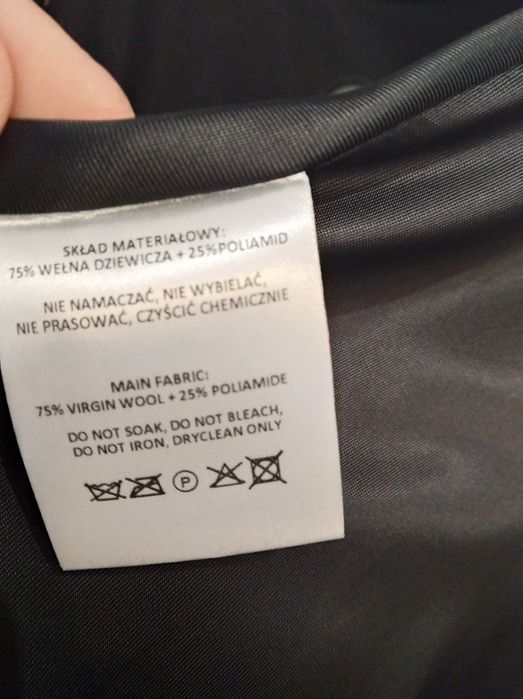 SKŁAD MATERIAŁOWY:
75% WEŁNA DZIEWICZA + 25%POLIAMID
NIE NAMACZAĆ, NIE WYBIELAĆ,
NIE PRASOWAĆ, CZYŚCIĆ CHEMICZNIE
MAIN FABRIC:
75% VIRGIN WOOL + 25% POLIAMIDE
DO NOT SOAK, DO NOT BLEACH,
DO NOT IRON, DRYCLEAN ONLY
P